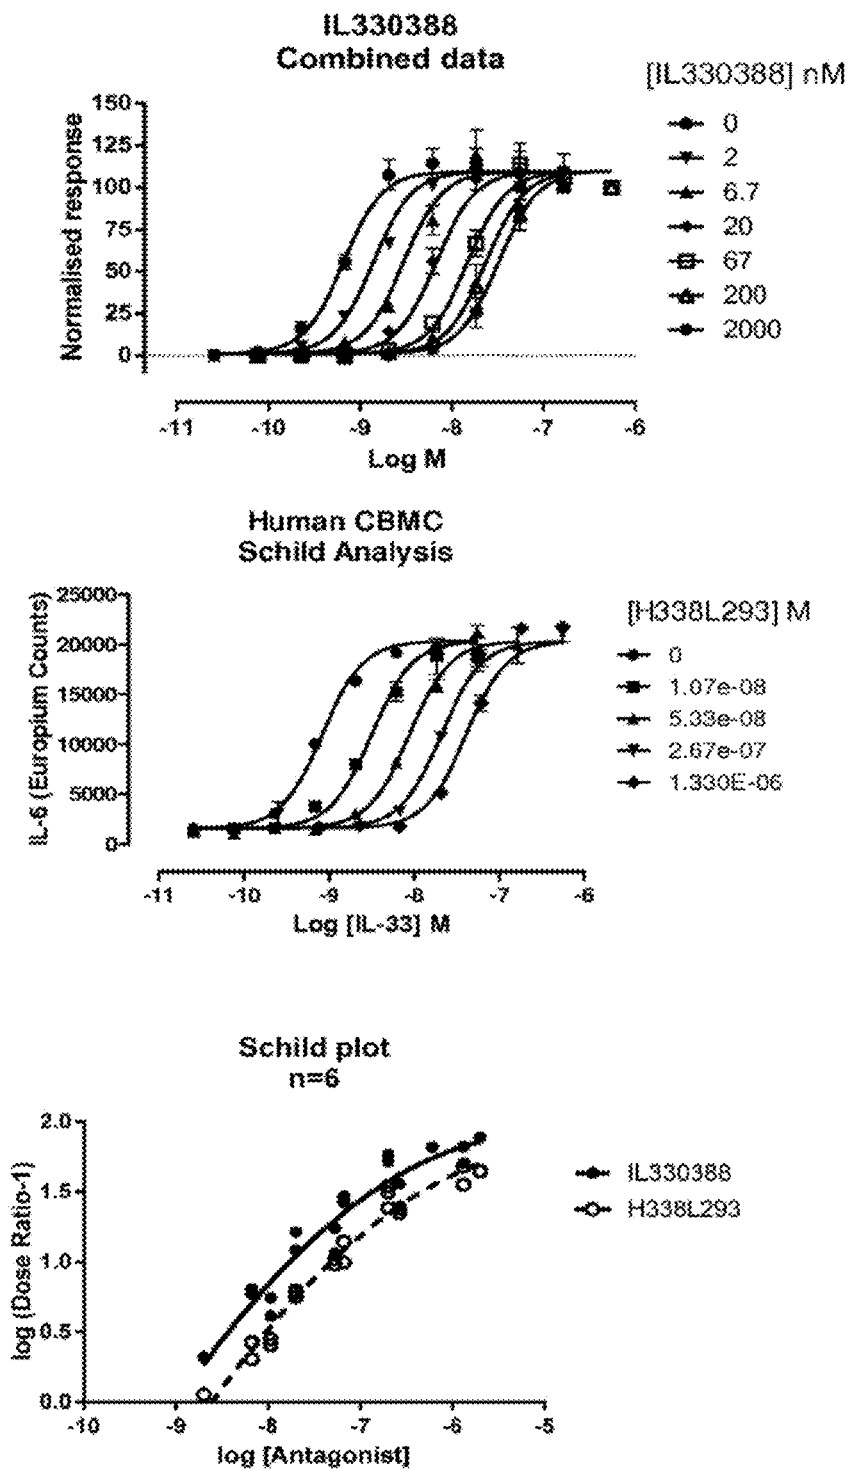 IL330388
Combined data
[IL330388] nM
150
125
100
75
50
25
0
Normalised response
0
2
6.7
20
67
200
2000
-11
-10
-9
-8
-7
-6
Log M
Human CBMC
Schild Analysis
[H338L293] M
25000
20000
15000
10000
5000
0
IL-6 (Europium Counts)
0
1.07e-08
5.33e-08
2.67e-07
1.330E-06
-11
-10
-9
-8
-7
-6
Log [IL-33] M
Schild plot
n=6
2.0
1.5
1.0
0.5
0.0
log (Dose Ratio-1)
IL330388
H338L293
-10
-9
-8
-7
-6
-5
log [Antagonist]